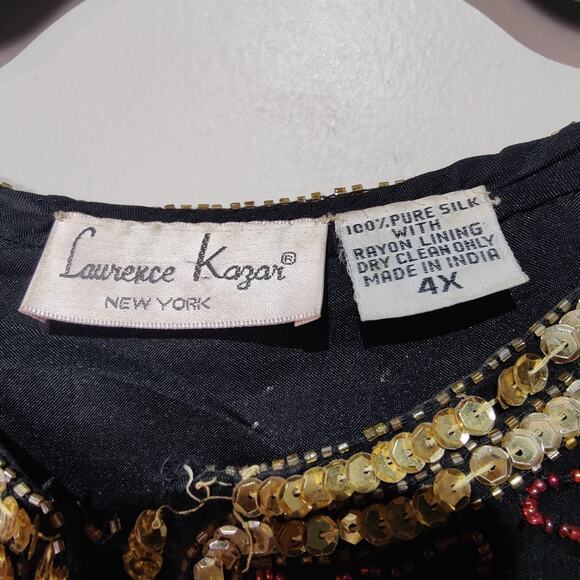 Laurence Kazar®
NEW YORK
100% PURE SILK
WITH
RAYON LINING
DRY CLEAN ONLY
MADE IN INDIA
4X